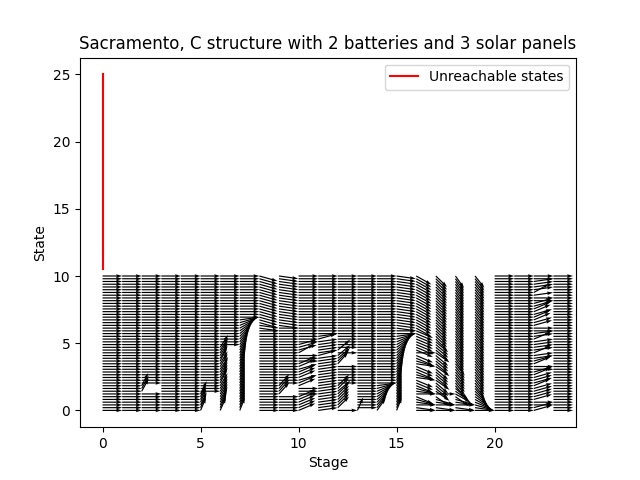 Sacramento, C structure with 2 batteries and 3 solar panels
25
20
15
10
5
0
State
Unreachable states
0 5 10 15 20
Stage